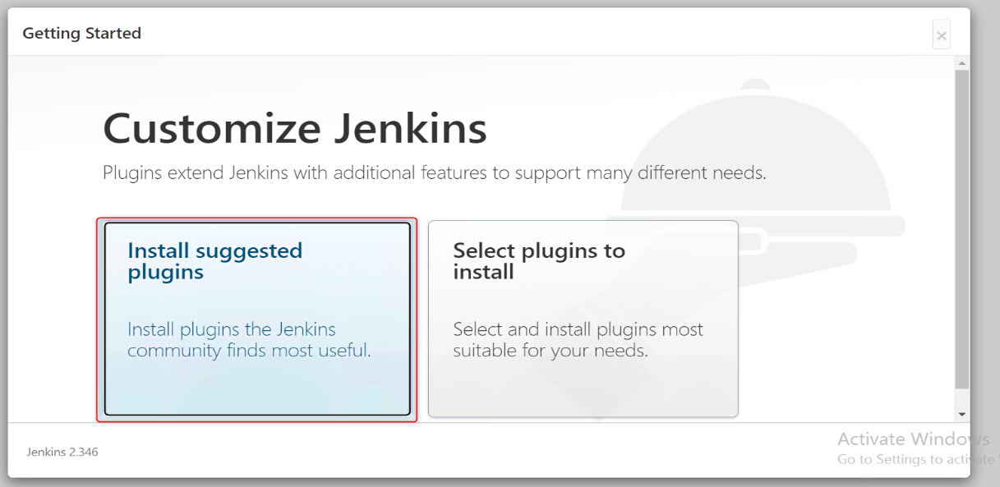 Getting Started
×
Customize Jenkins
Plugins extend Jenkins with additional features to support many different needs.
Install suggested
plugins
Install plugins the Jenkins
community finds most useful.
Select plugins to
install
Select and install plugins most
suitable for your needs.
Jenkins 2.346
Activate Windows
Go to Settings to activate